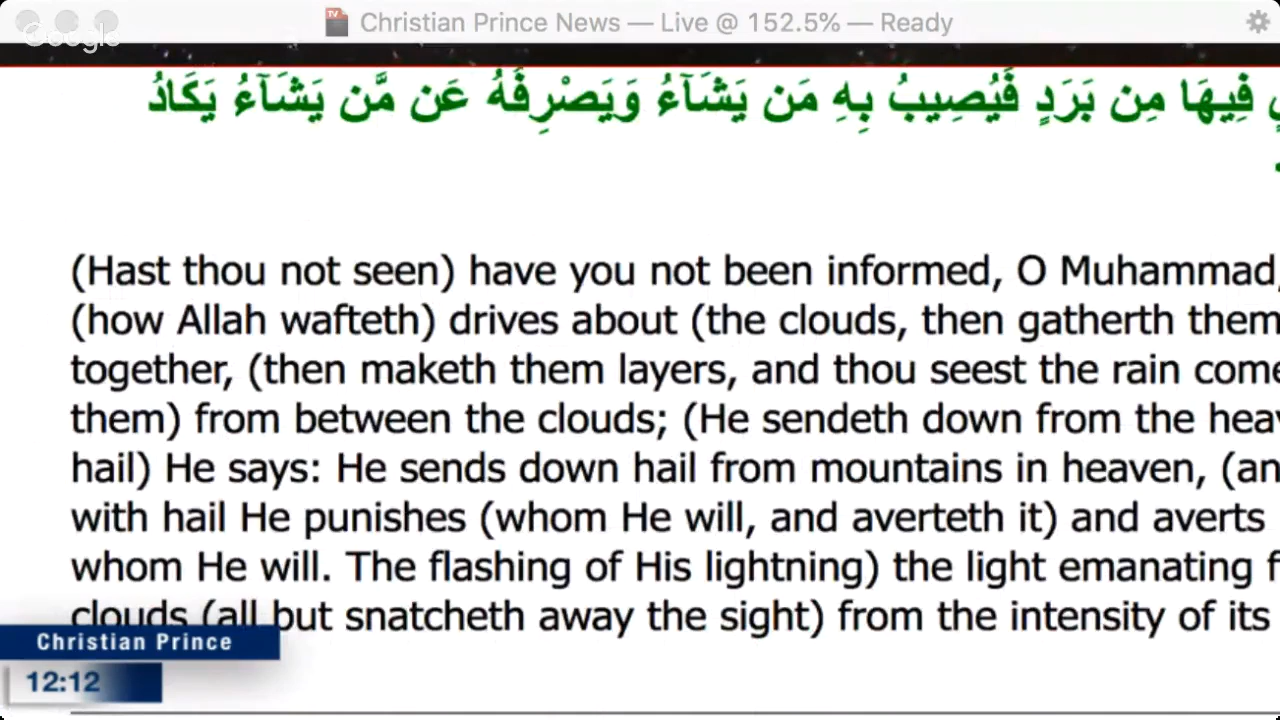 Google
Christian Prince News — Live @ 152.5% — Ready
فِيهَا مِن بَرَدٍ فَيُصِيبُ بِهِ مَن يَشَآءُ وَيَصْرِفَهُ عَن مَّن يَشَآءُ يَكَادُ
(Hast thou not seen) have you not been informed, O Muhammad,
(how Allah wafteth) drives about (the clouds, then gatherth them
together, (then maketh them layers, and thou seest the rain come
them) from between the clouds; (He sendeth down from the heav
hail) He says: He sends down hail from mountains in heaven, (an
with hail He punishes (whom He will, and averteth it) and averts
whom He will. The flashing of His lightning) the light emanating f
clouds (all but snatcheth away the sight) from the intensity of its
Christian Prince
12:12